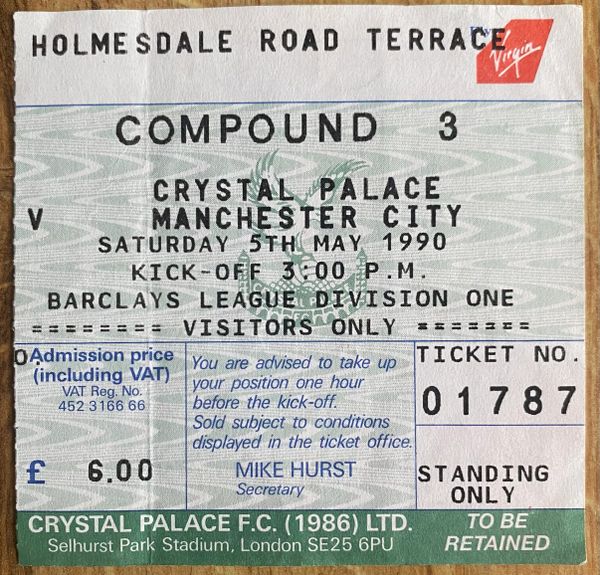 HOLMESDALE ROAD TERRACE
Fly
Virgin
COMPOUND 3
CRYSTAL PALACE
V MANCHESTER CITY
SATURDAY 5TH MAY 1990
KICK-OFF 3:00 P.M.
BARCLAYS LEAGUE DIVISION ONE
======== VISITORS ONLY =======
Admission price
(including VAT)
VAT Reg. No.
452 3166 66
£ 6.00
You are advised to take up
your position one hour
before the kick-off.
Sold subject to conditions
displayed in the ticket office.
MIKE HURST
Secretary
TICKET NO.
01787
STANDING
ONLY
CRYSTAL PALACE F.C. (1986) LTD.
Selhurst Park Stadium, London SE25 6PU
TO BE
RETAINED